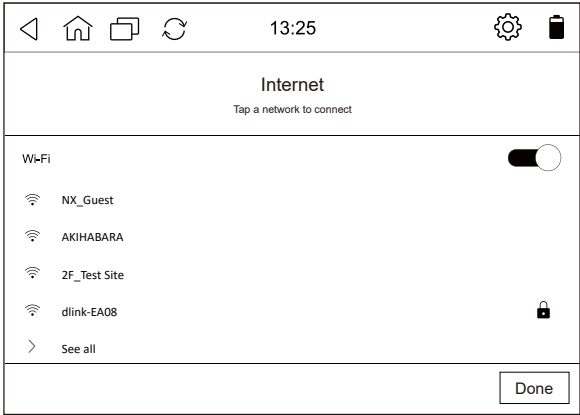 13:25
Internet
Tap a network to connect
Wi-Fi
NX_Guest
AKIHABARA
2F_Test Site
dlink-EA08
See all
Done